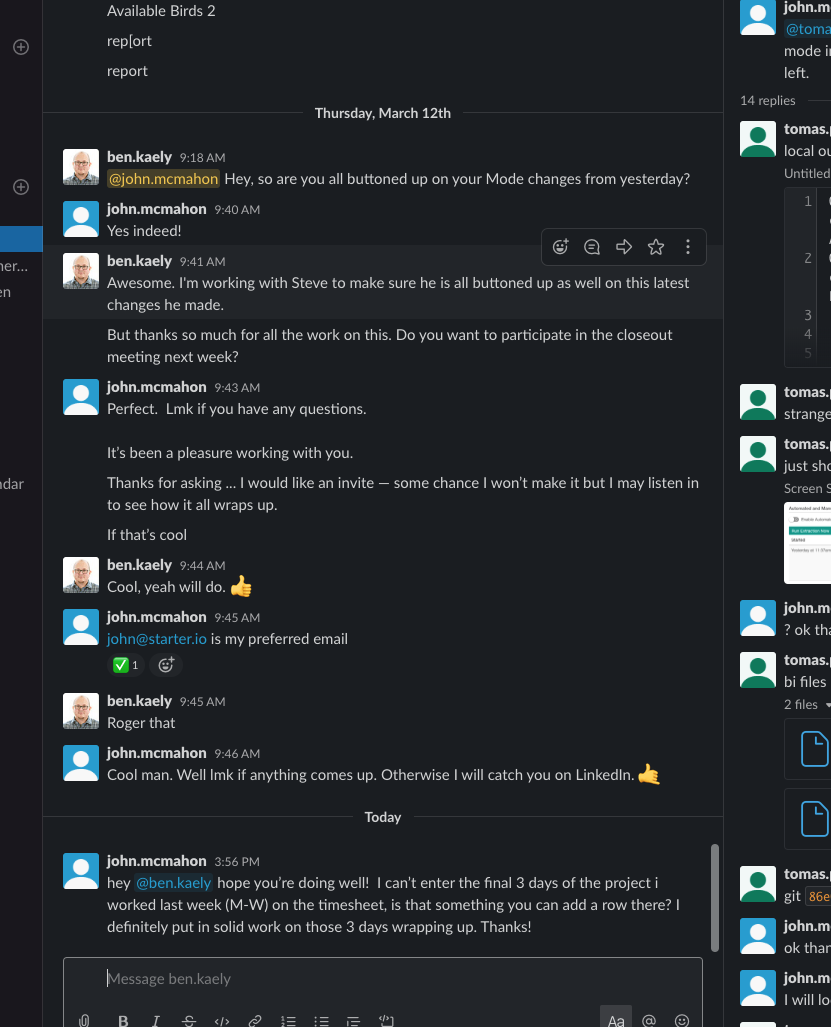 Available Birds 2
rep[ort
report
Thursday, March 12th
ben.kaely 9:18 AM
@john.mcmahon Hey, so are you all buttoned up on your Mode changes from yesterday?
john.mcmahon 9:40 AM
Yes indeed!
ben.kaely 9:41 AM
Awesome. I'm working with Steve to make sure he is all buttoned up as well on this latest
changes he made.
But thanks so much for all the work on this. Do you want to participate in the closeout
meeting next week?
john.mcmahon 9:43 AM
Perfect.  Lmk if you have any questions.
It's been a pleasure working with you.
Thanks for asking ... I would like an invite — some chance I won't make it but I may listen in
to see how it all wraps up.
If that's cool
ben.kaely 9:44 AM
Cool, yeah will do. 👍
john.mcmahon 9:45 AM
john@starter.io is my preferred email
✅ 1
ben.kaely 9:45 AM
Roger that
john.mcmahon 9:46 AM
Cool man. Well lmk if anything comes up. Otherwise I will catch you on LinkedIn. 🤙
Today
john.mcmahon 3:56 PM
hey @ben.kaely hope you're doing well!  I can't enter the final 3 days of the project i
worked last week (M-W) on the timesheet, is that something you can add a row there? I
definitely put in solid work on those 3 days wrapping up. Thanks!
Message ben.kaely
B I S </> Aa @
ner...
en
ndar
john.m
@toma
mode i
left.
14 replies
tomas.
local ou
Untitled
1
2
3
4
5
tomas.
strange
tomas.
just sho
Screen S
tomas.
john.m
? ok tha
tomas.
bi files
2 files
tomas.
git 86e
john.m
ok than
john.m
I will lo